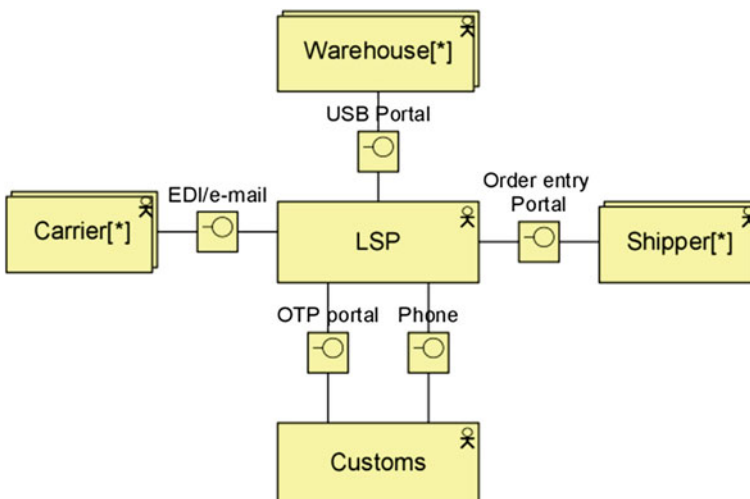 Warehouse[*]
USB Portal
EDI/e-mail
Order entry
Portal
Carrier[*]
LSP
Shipper[*]
OTP portal
Phone
Customs